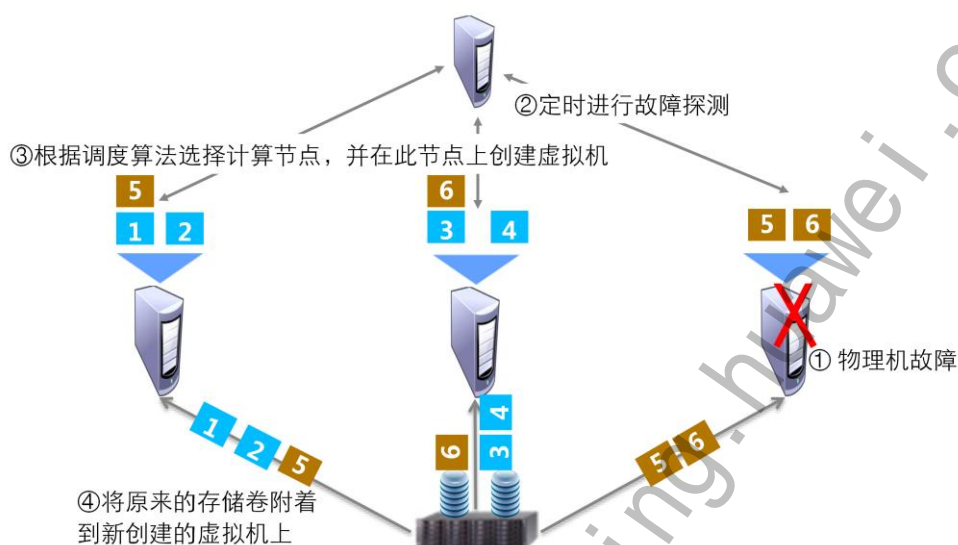 ②定时进行故障探测
③根据调度算法选择计算节点，并在此节点上创建虚拟机
5
6
1 2
3 4
5 6
①物理机故障
1 2 5
6
4
3
5 6
④将原来的存储卷附着
到新创建的虚拟机上
ing.huawei.c